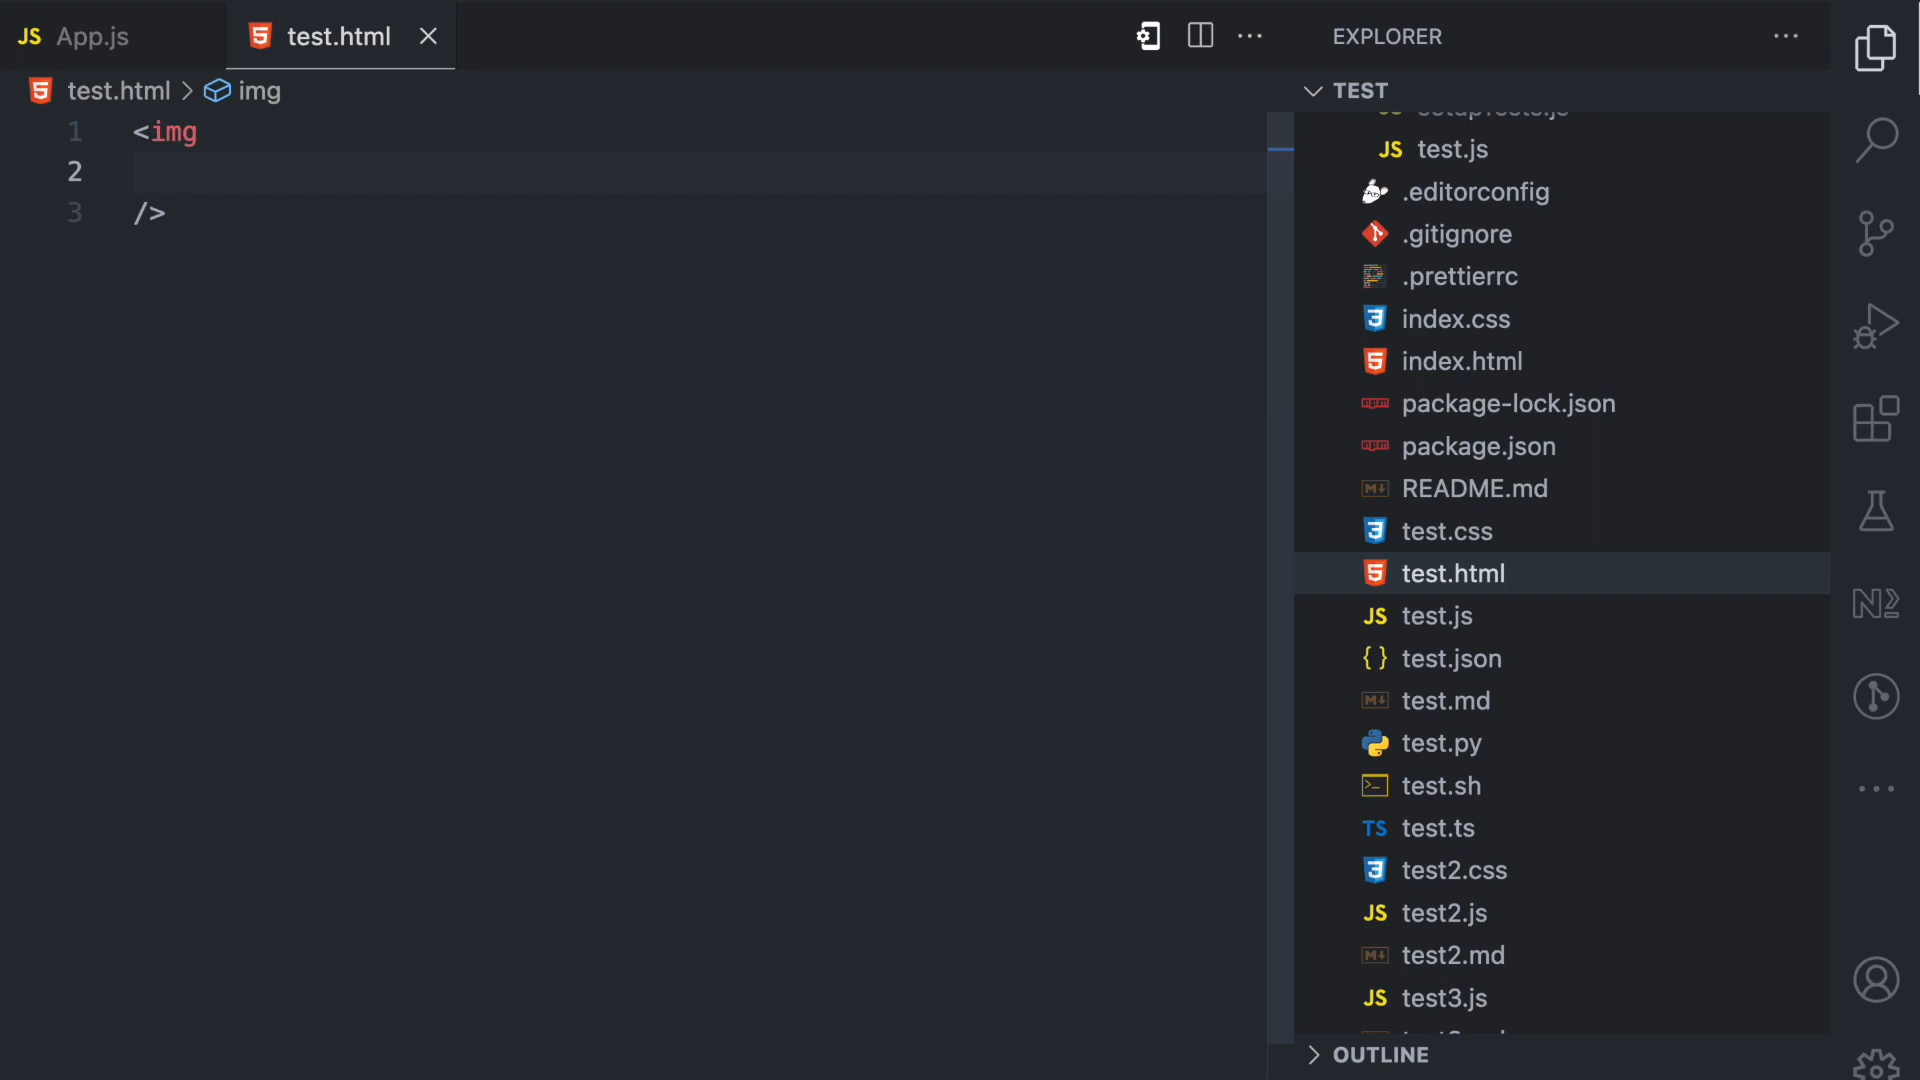 JS App.js
test.html
EXPLORER
test.html > img
TEST
1 <img
2
3 />
JS test.js
.editorconfig
.gitignore
.prettierrc
index.css
index.html
npm package-lock.json
npm package.json
M↓ README.md
test.css
test.html
JS test.js
{ } test.json
M↓ test.md
test.py
>_ test.sh
TS test.ts
test2.css
JS test2.js
M↓ test2.md
JS test3.js
OUTLINE